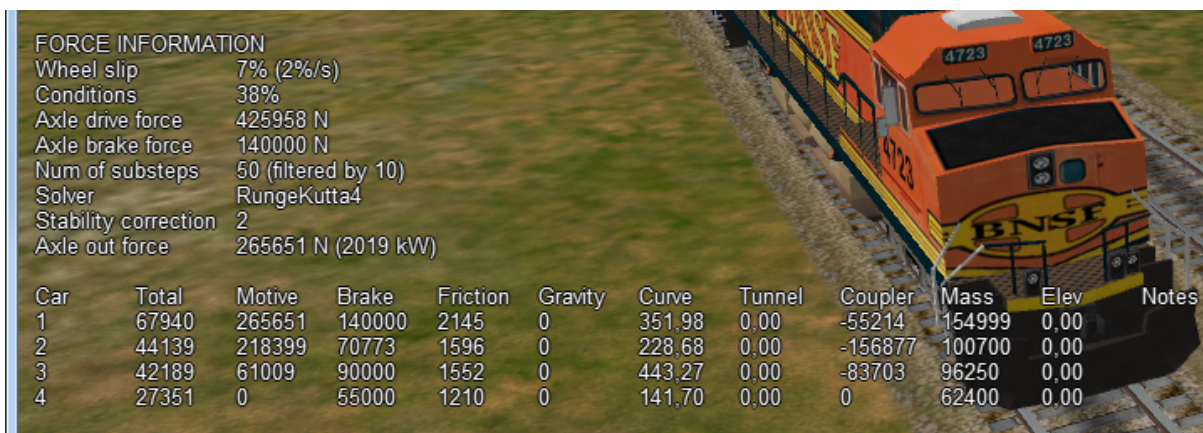 FORCE INFORMATION
Wheel slip 7% (2%/s)
Conditions 38%
Axle drive force 425958 N
Axle brake force 140000 N
Num of substeps 50 (filtered by 10)
Solver RungeKutta4
Stability correction 2
Axle out force 265651 N (2019 kW)
Car Total Motive Brake Friction Gravity Curve Tunnel Coupler Mass Elev Notes
1 67940 265651 140000 2145 0 351,98 0,00 -55214 154999 0,00
2 44139 218399 70773 1596 0 228,68 0,00 -156877 100700 0,00
3 42189 61009 90000 1552 0 443,27 0,00 -83703 96250 0,00
4 27351 0 55000 1210 0 141,70 0,00 0 62400 0,00
BNSF
4723
4723
4723
BNSF